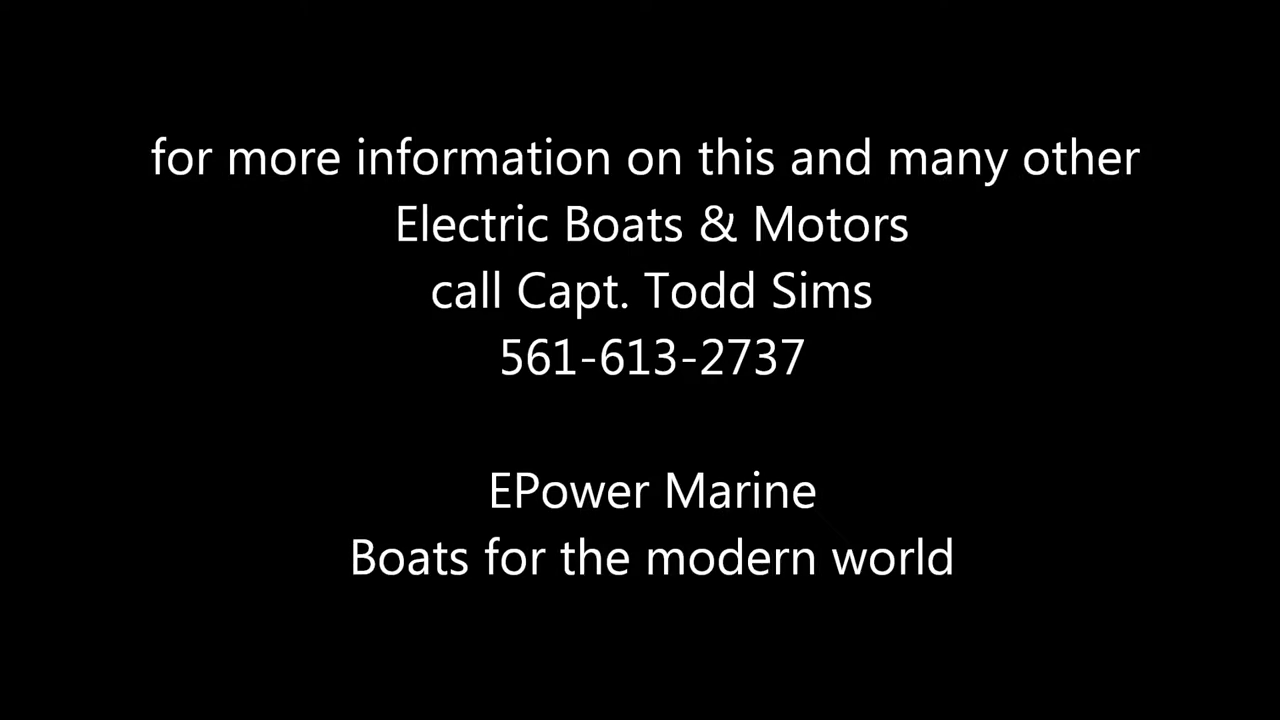 for more information on this and many other
Electric Boats & Motors
call Capt. Todd Sims
561-613-2737
EPower Marine
Boats for the modern world